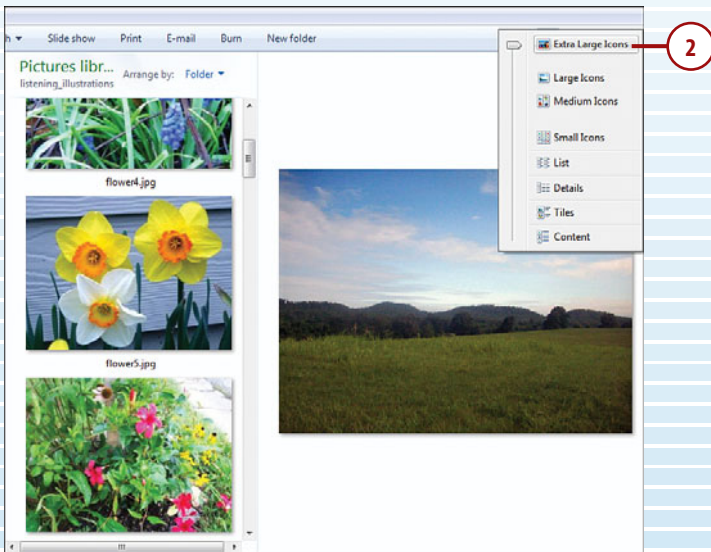 Slide show Print E-mail Burn New folder
Pictures libr...
listening_illustrations
Arrange by: Folder
flower4.jpg
flower5.jpg
Extra Large Icons
Large Icons
Medium Icons
Small Icons
List
Details
Tiles
Content
2